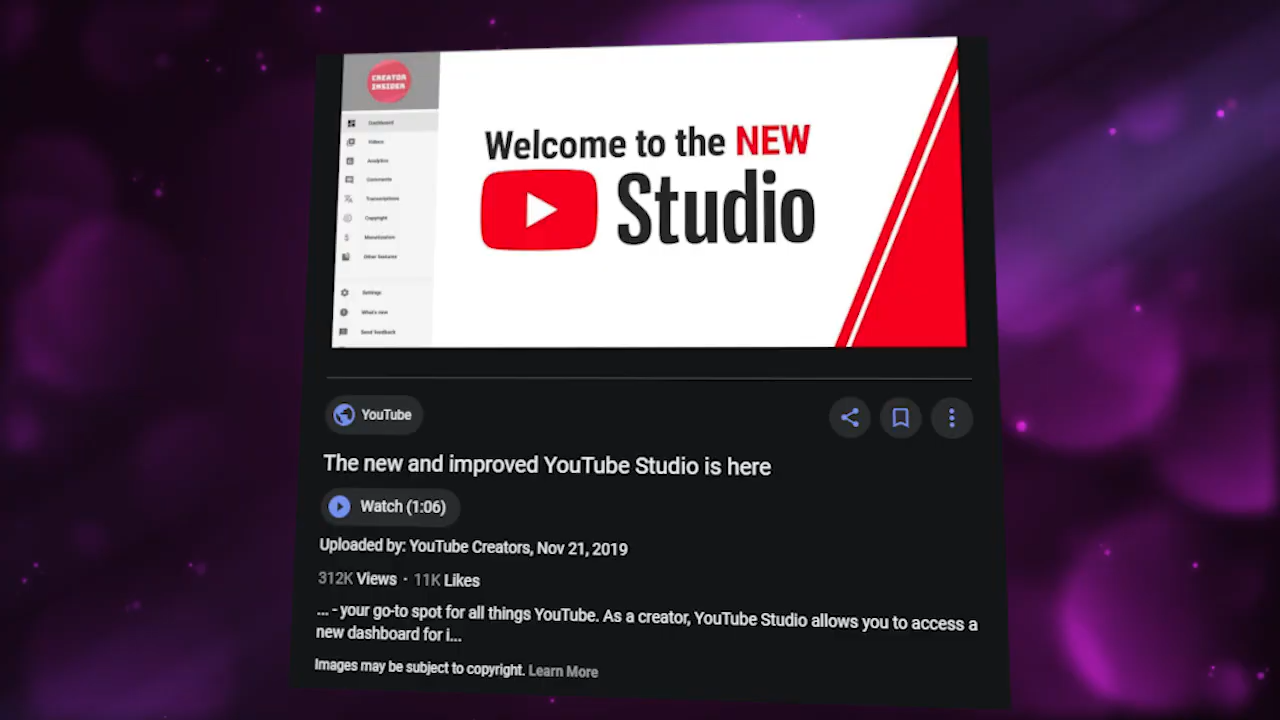 CREATOR
INSIDER
Dashboard
Videos
Analytics
Comments
Transcriptions
Copyright
Monetization
Other features
Settings
What's new
Send feedback
Welcome to the NEW
Studio
YouTube
The new and improved YouTube Studio is here
Watch (1:06)
Uploaded by: YouTube Creators, Nov 21, 2019
312K Views · 11K Likes
... - your go-to spot for all things YouTube. As a creator, YouTube Studio allows you to access a
new dashboard for i...
Images may be subject to copyright. Learn More